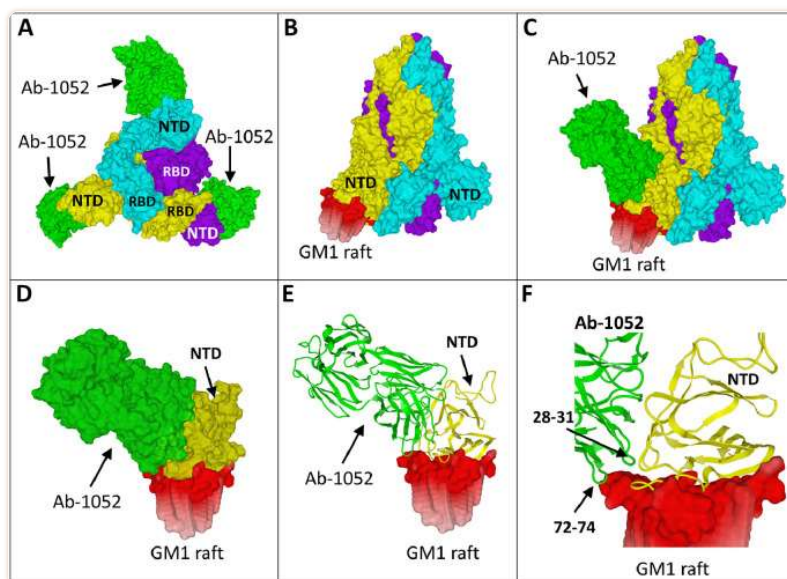 A
Ab-1052
Ab-1052
Ab-1052
NTD
RBD
NTD
RBD
RBD
NTD
B
NTD
NTD
GM1 raft
C
Ab-1052
GM1 raft
D
NTD
Ab-1052
GM1 raft
E
NTD
Ab-1052
GM1 raft
F
Ab-1052
NTD
28-31
72-74
GM1 raft